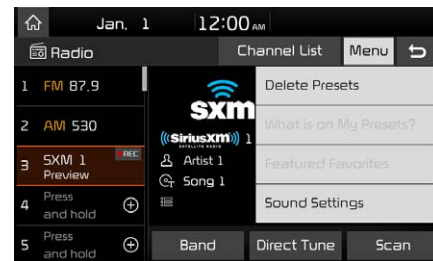 Jan. 1 12:00 AM
Radio Channel List Menu
1 FM 87.9
2 AM 530
3 SXM 1 REC
Preview
4 Press
and hold
5 Press
and hold
sxm
((SiriusXM)) 1
SATELLITE RADIO
Artist 1
Song 1
Delete Presets
What is on My Presets?
Featured Favorites
Sound Settings
Band Direct Tune Scan